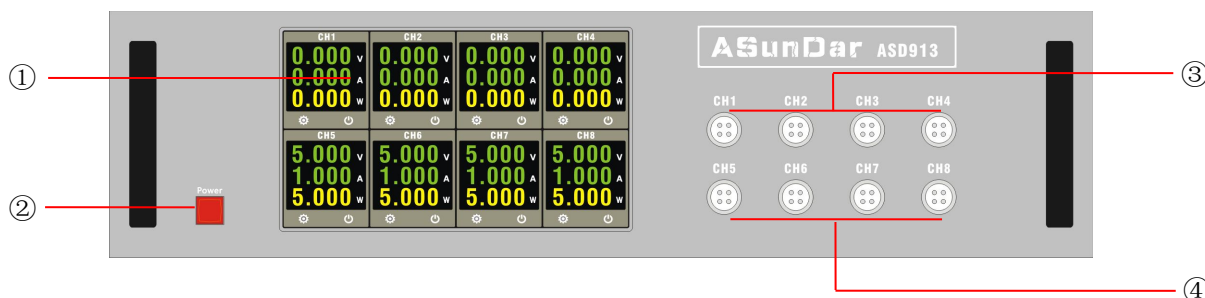 CH1 CH2 CH3 CH4
0.000 V 0.000 V 0.000 V 0.000 V
0.000 A 0.000 A 0.000 A 0.000 A
0.000 W 0.000 W 0.000 W 0.000 W
CH5 CH6 CH7 CH8
5.000 V 5.000 V 5.000 V 5.000 V
1.000 A 1.000 A 1.000 A 1.000 A
5.000 W 5.000 W 5.000 W 5.000 W
ASunDar ASD913
①
③
CH1 CH2 CH3 CH4
CH5 CH6 CH7 CH8
Power
②
④